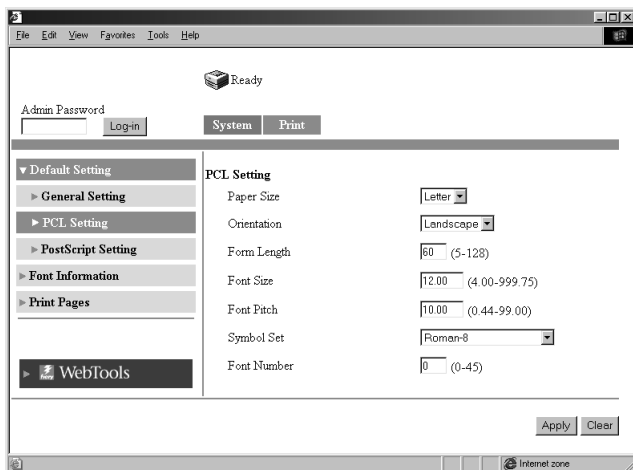 File Edit View Favorites Tools Help
Ready
Admin Password
Log-in
System Print
Default Setting
General Setting
PCL Setting
PostScript Setting
Font Information
Print Pages
WebTools
PCL Setting
Paper Size Letter
Orientation Landscape
Form Length 60 (5-128)
Font Size 12.00 (4.00-999.75)
Font Pitch 10.00 (0.44-99.00)
Symbol Set Roman-8
Font Number 0 (0-45)
Apply Clear
Internet zone